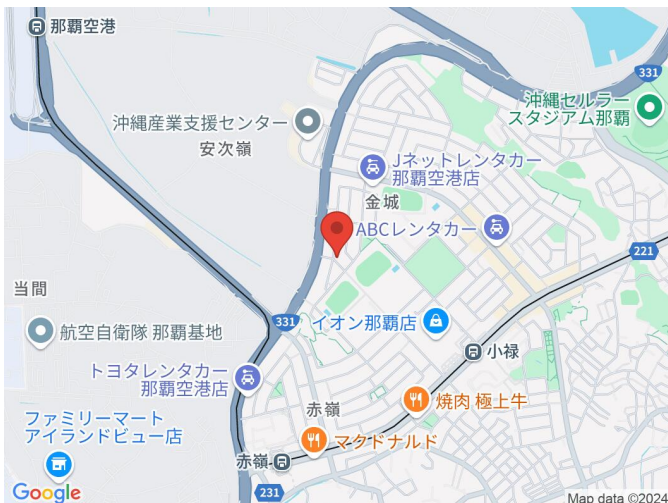 那覇空港
331
沖縄セルラー
スタジアム那覇
沖縄産業支援センター
安次嶺
Jネットレンタカー
那覇空港店
金城
ABCレンタカー
221
当間
331
イオン那覇店
航空自衛隊 那覇基地
小禄
トヨタレンタカー
那覇空港店
赤嶺
焼肉 極上牛
ファミリーマート
アイランドビュー店
マクドナルド
赤嶺
231
Google
Map data ©2024